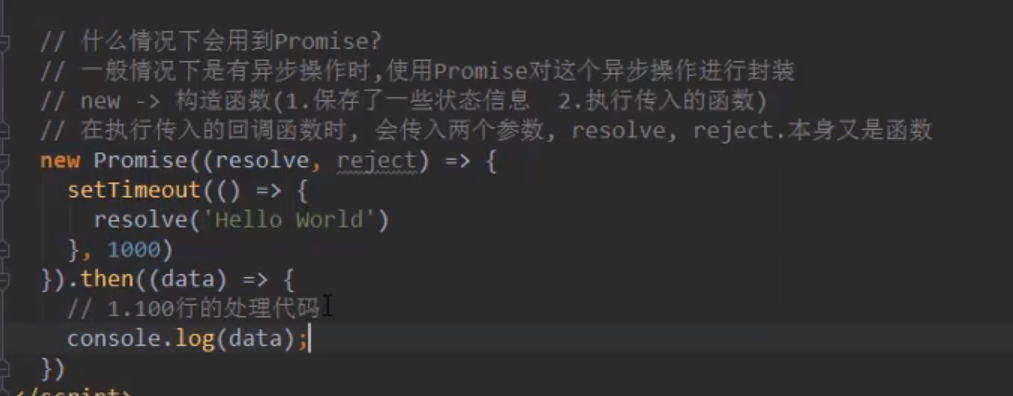 // 什么情况下会用到Promise?
// 一般情况下是有异步操作时,使用Promise对这个异步操作进行封装
// new -> 构造函数(1.保存了一些状态信息  2.执行传入的函数)
// 在执行传入的回调函数时, 会传入两个参数, resolve, reject.本身又是函数
new Promise((resolve, reject) => {
  setTimeout(() => {
    resolve('Hello World')
  }, 1000)
}).then((data) => {
  // 1.100行的处理代码
  console.log(data);
})
</script>